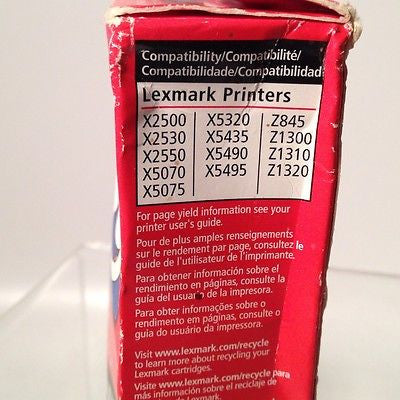 Compatibility/Compatibilité/
Compatibilidade/Compatibilidad
Lexmark Printers
X2500 X5320 Z845
X2530 X5435 Z1300
X2550 X5490 Z1310
X5070 X5495 Z1320
X5075
For page yield information see your
printer user's guide.
Pour de plus amples renseignements
sur le rendement par page, consultez le
guide de l'utilisateur de l'imprimante.
Para obtener información sobre el
rendimiento en páginas, consulte la
guía del usuario de la impresora.
Para obter informações sobre o
rendimento em páginas, consulte o
guia do usuário da impressora.
Visit www.lexmark.com/recycle
to learn more about recycling your
Lexmark cartridges.
Visite www.lexmark.com/recycle para
más información sobre el reciclaje de
de Lexmark.